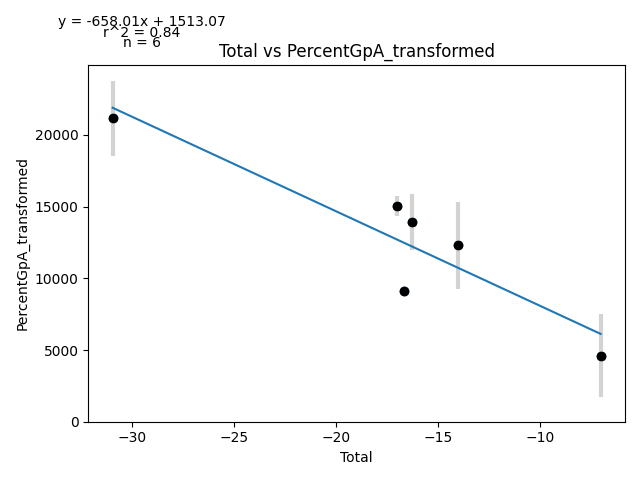 y = -658.01x + 1513.07
r^2 = 0.84
n = 6
Total vs PercentGpA_transformed
PercentGpA_transformed
20000
15000
10000
5000
0
−30
−25
−20
−15
−10
Total